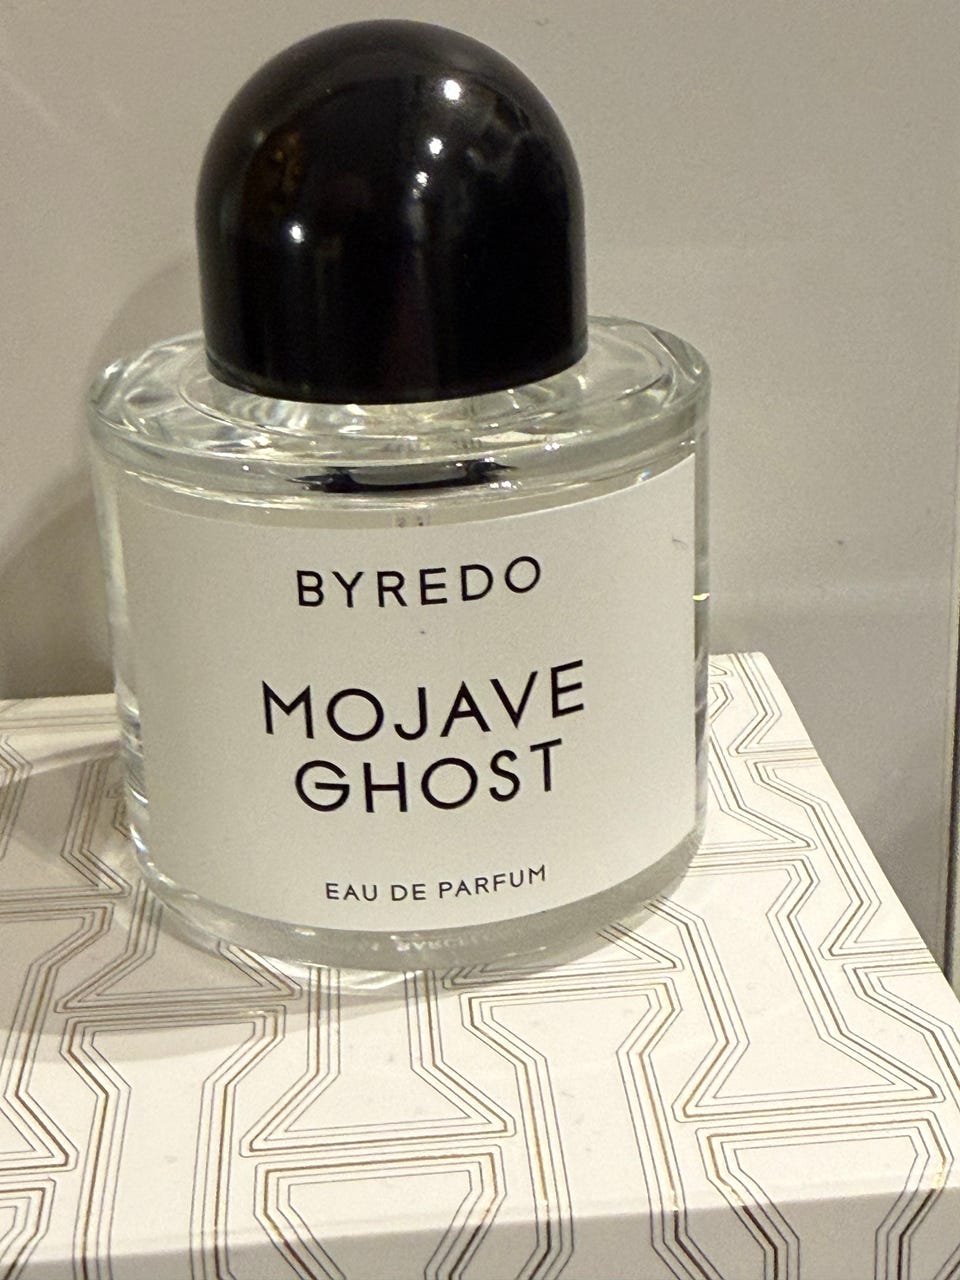 BYREDO
MOJAVE
GHOST
EAU DE PARFUM